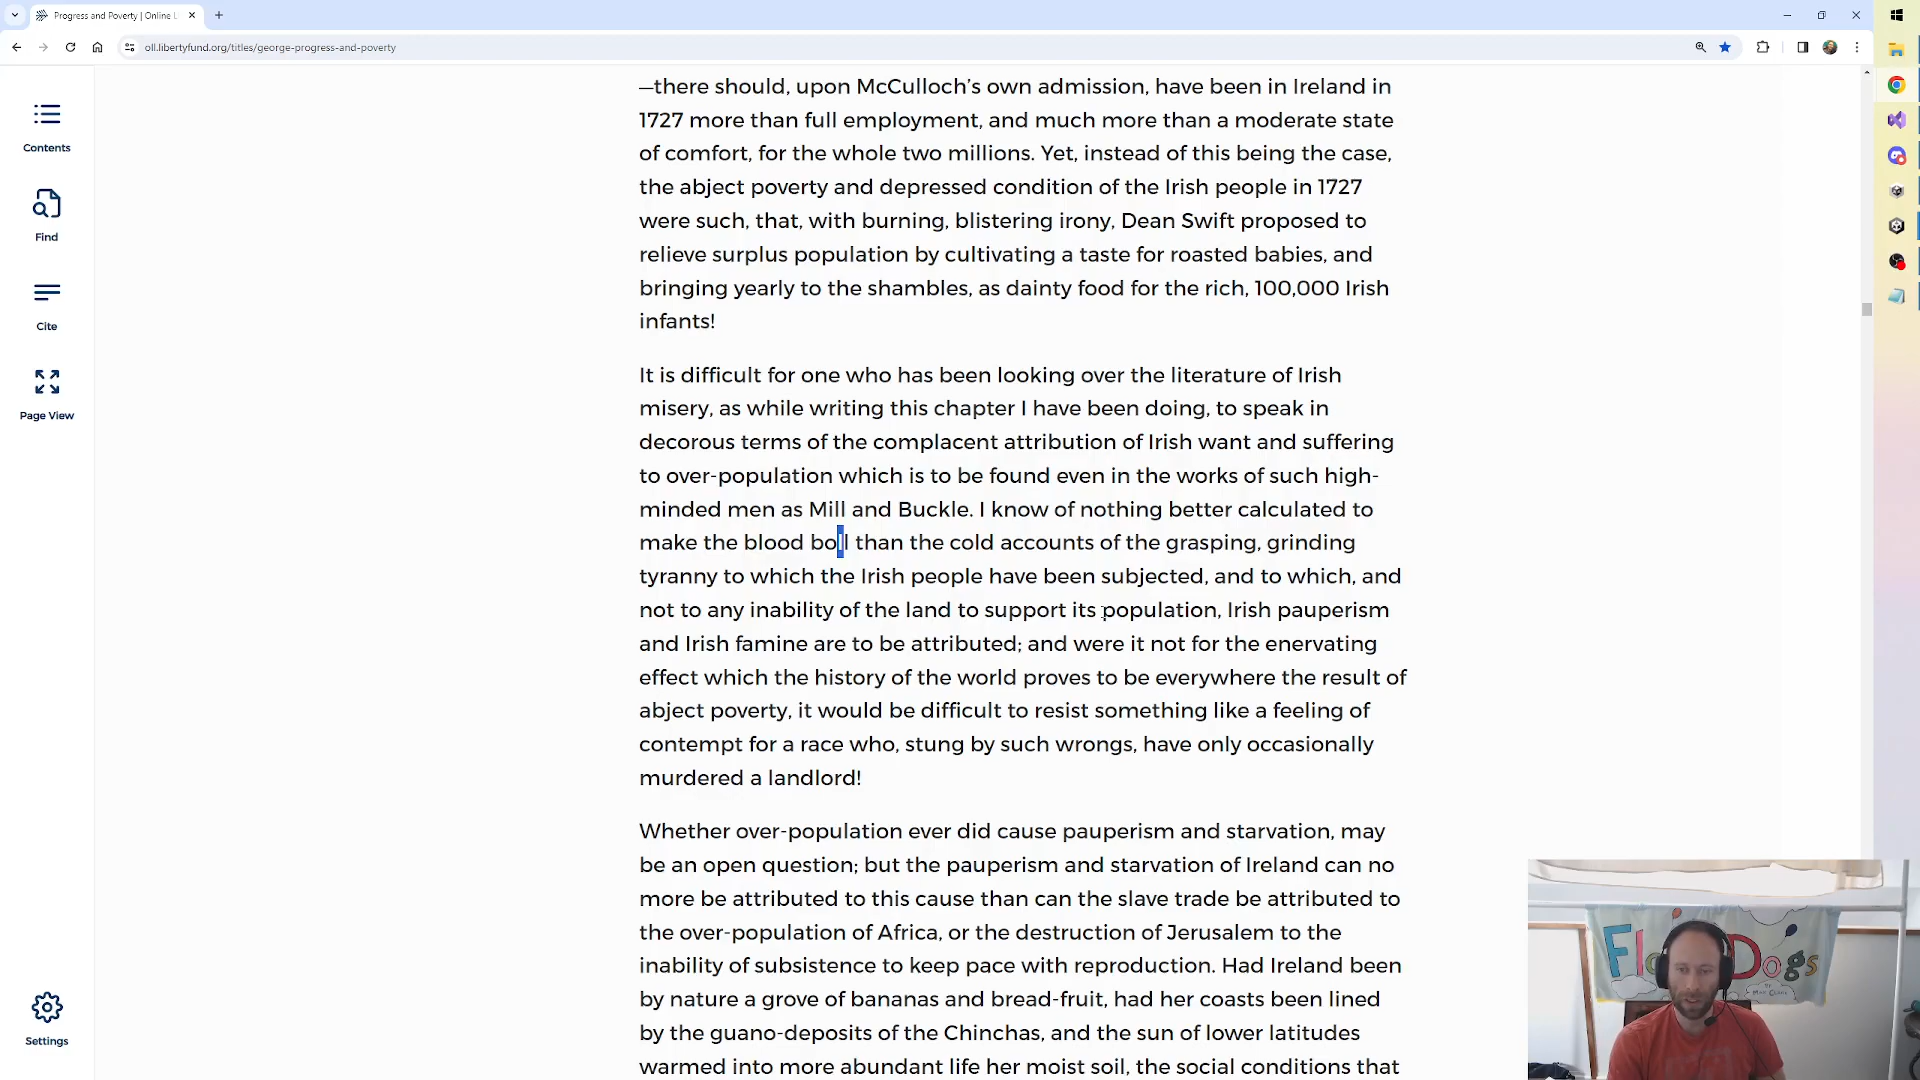 Progress and Poverty | Online L
oll.libertyfund.org/titles/george-progress-and-poverty
Contents
Find
Cite
Page View
Settings
—there should, upon McCulloch’s own admission, have been in Ireland in
1727 more than full employment, and much more than a moderate state
of comfort, for the whole two millions. Yet, instead of this being the case,
the abject poverty and depressed condition of the Irish people in 1727
were such, that, with burning, blistering irony, Dean Swift proposed to
relieve surplus population by cultivating a taste for roasted babies, and
bringing yearly to the shambles, as dainty food for the rich, 100,000 Irish
infants!
It is difficult for one who has been looking over the literature of Irish
misery, as while writing this chapter I have been doing, to speak in
decorous terms of the complacent attribution of Irish want and suffering
to over-population which is to be found even in the works of such high-
minded men as Mill and Buckle. I know of nothing better calculated to
make the blood boil than the cold accounts of the grasping, grinding
tyranny to which the Irish people have been subjected, and to which, and
not to any inability of the land to support its population, Irish pauperism
and Irish famine are to be attributed; and were it not for the enervating
effect which the history of the world proves to be everywhere the result of
abject poverty, it would be difficult to resist something like a feeling of
contempt for a race who, stung by such wrongs, have only occasionally
murdered a landlord!
Whether over-population ever did cause pauperism and starvation, may
be an open question; but the pauperism and starvation of Ireland can no
more be attributed to this cause than can the slave trade be attributed to
the over-population of Africa, or the destruction of Jerusalem to the
inability of subsistence to keep pace with reproduction. Had Ireland been
by nature a grove of bananas and bread-fruit, had her coasts been lined
by the guano-deposits of the Chinchas, and the sun of lower latitudes
warmed into more abundant life her moist soil, the social conditions that
Dogs